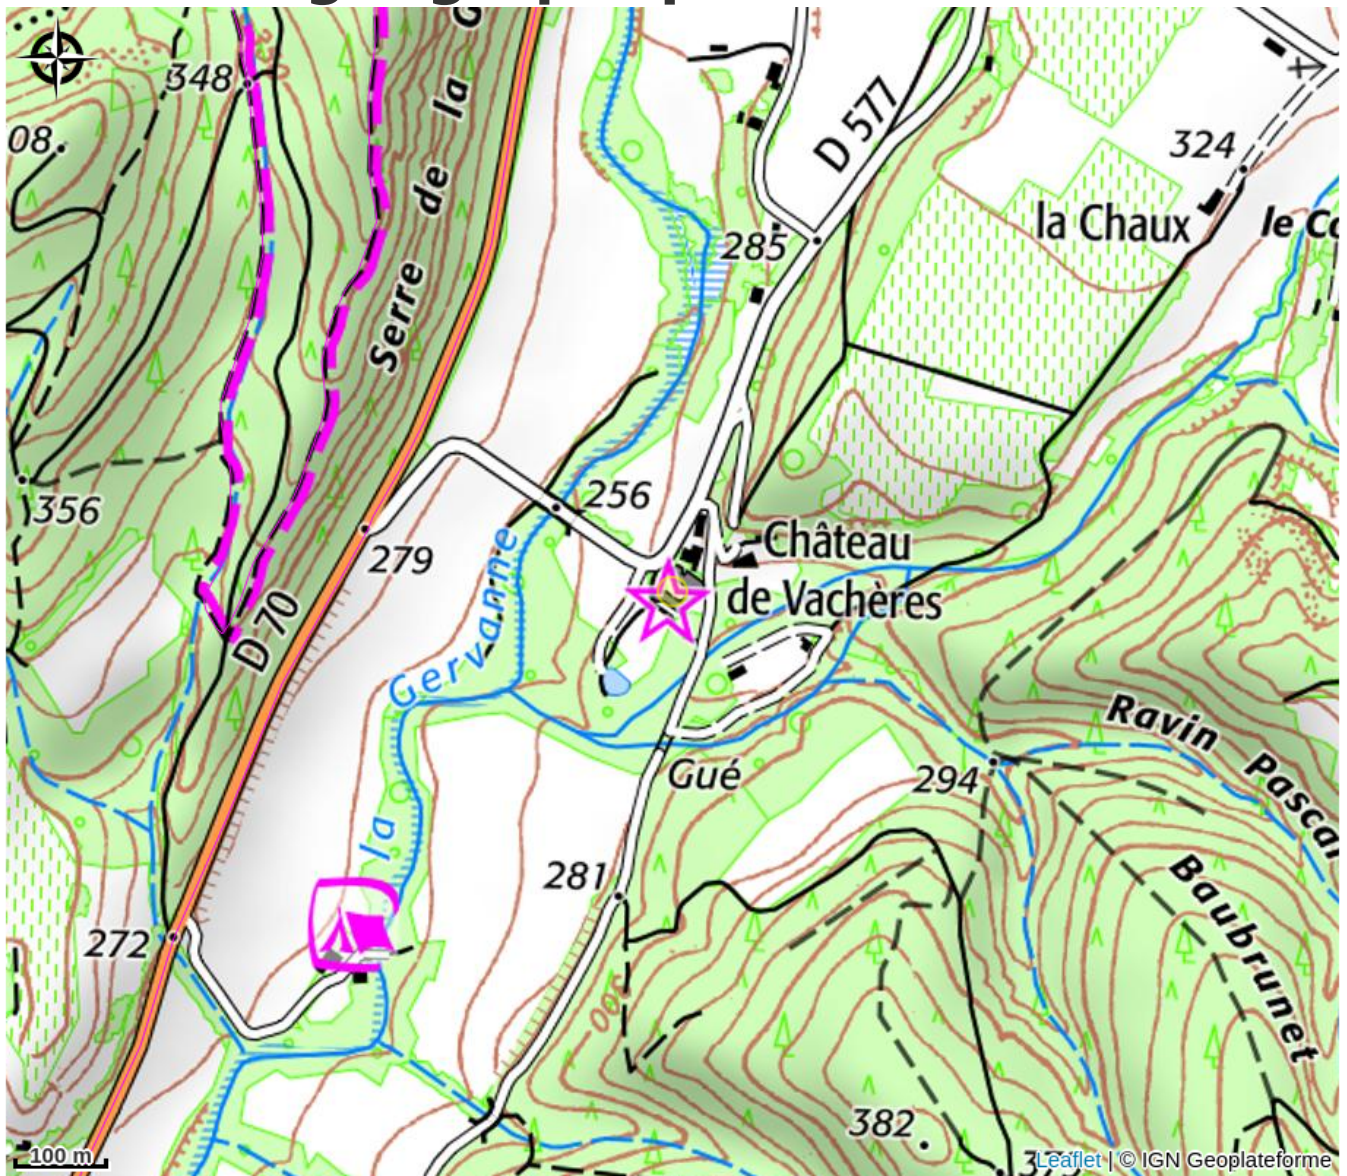 348
08
Serre de la G
D 577
324
la Chaux
le Co
285
256
356
279
Château
de Vachères
D 70
la Gervanne
Ravin Pascal
Gué
294
281
Baubrunet
272
300
382
100 m
Leaflet | © IGN Geoplateforme